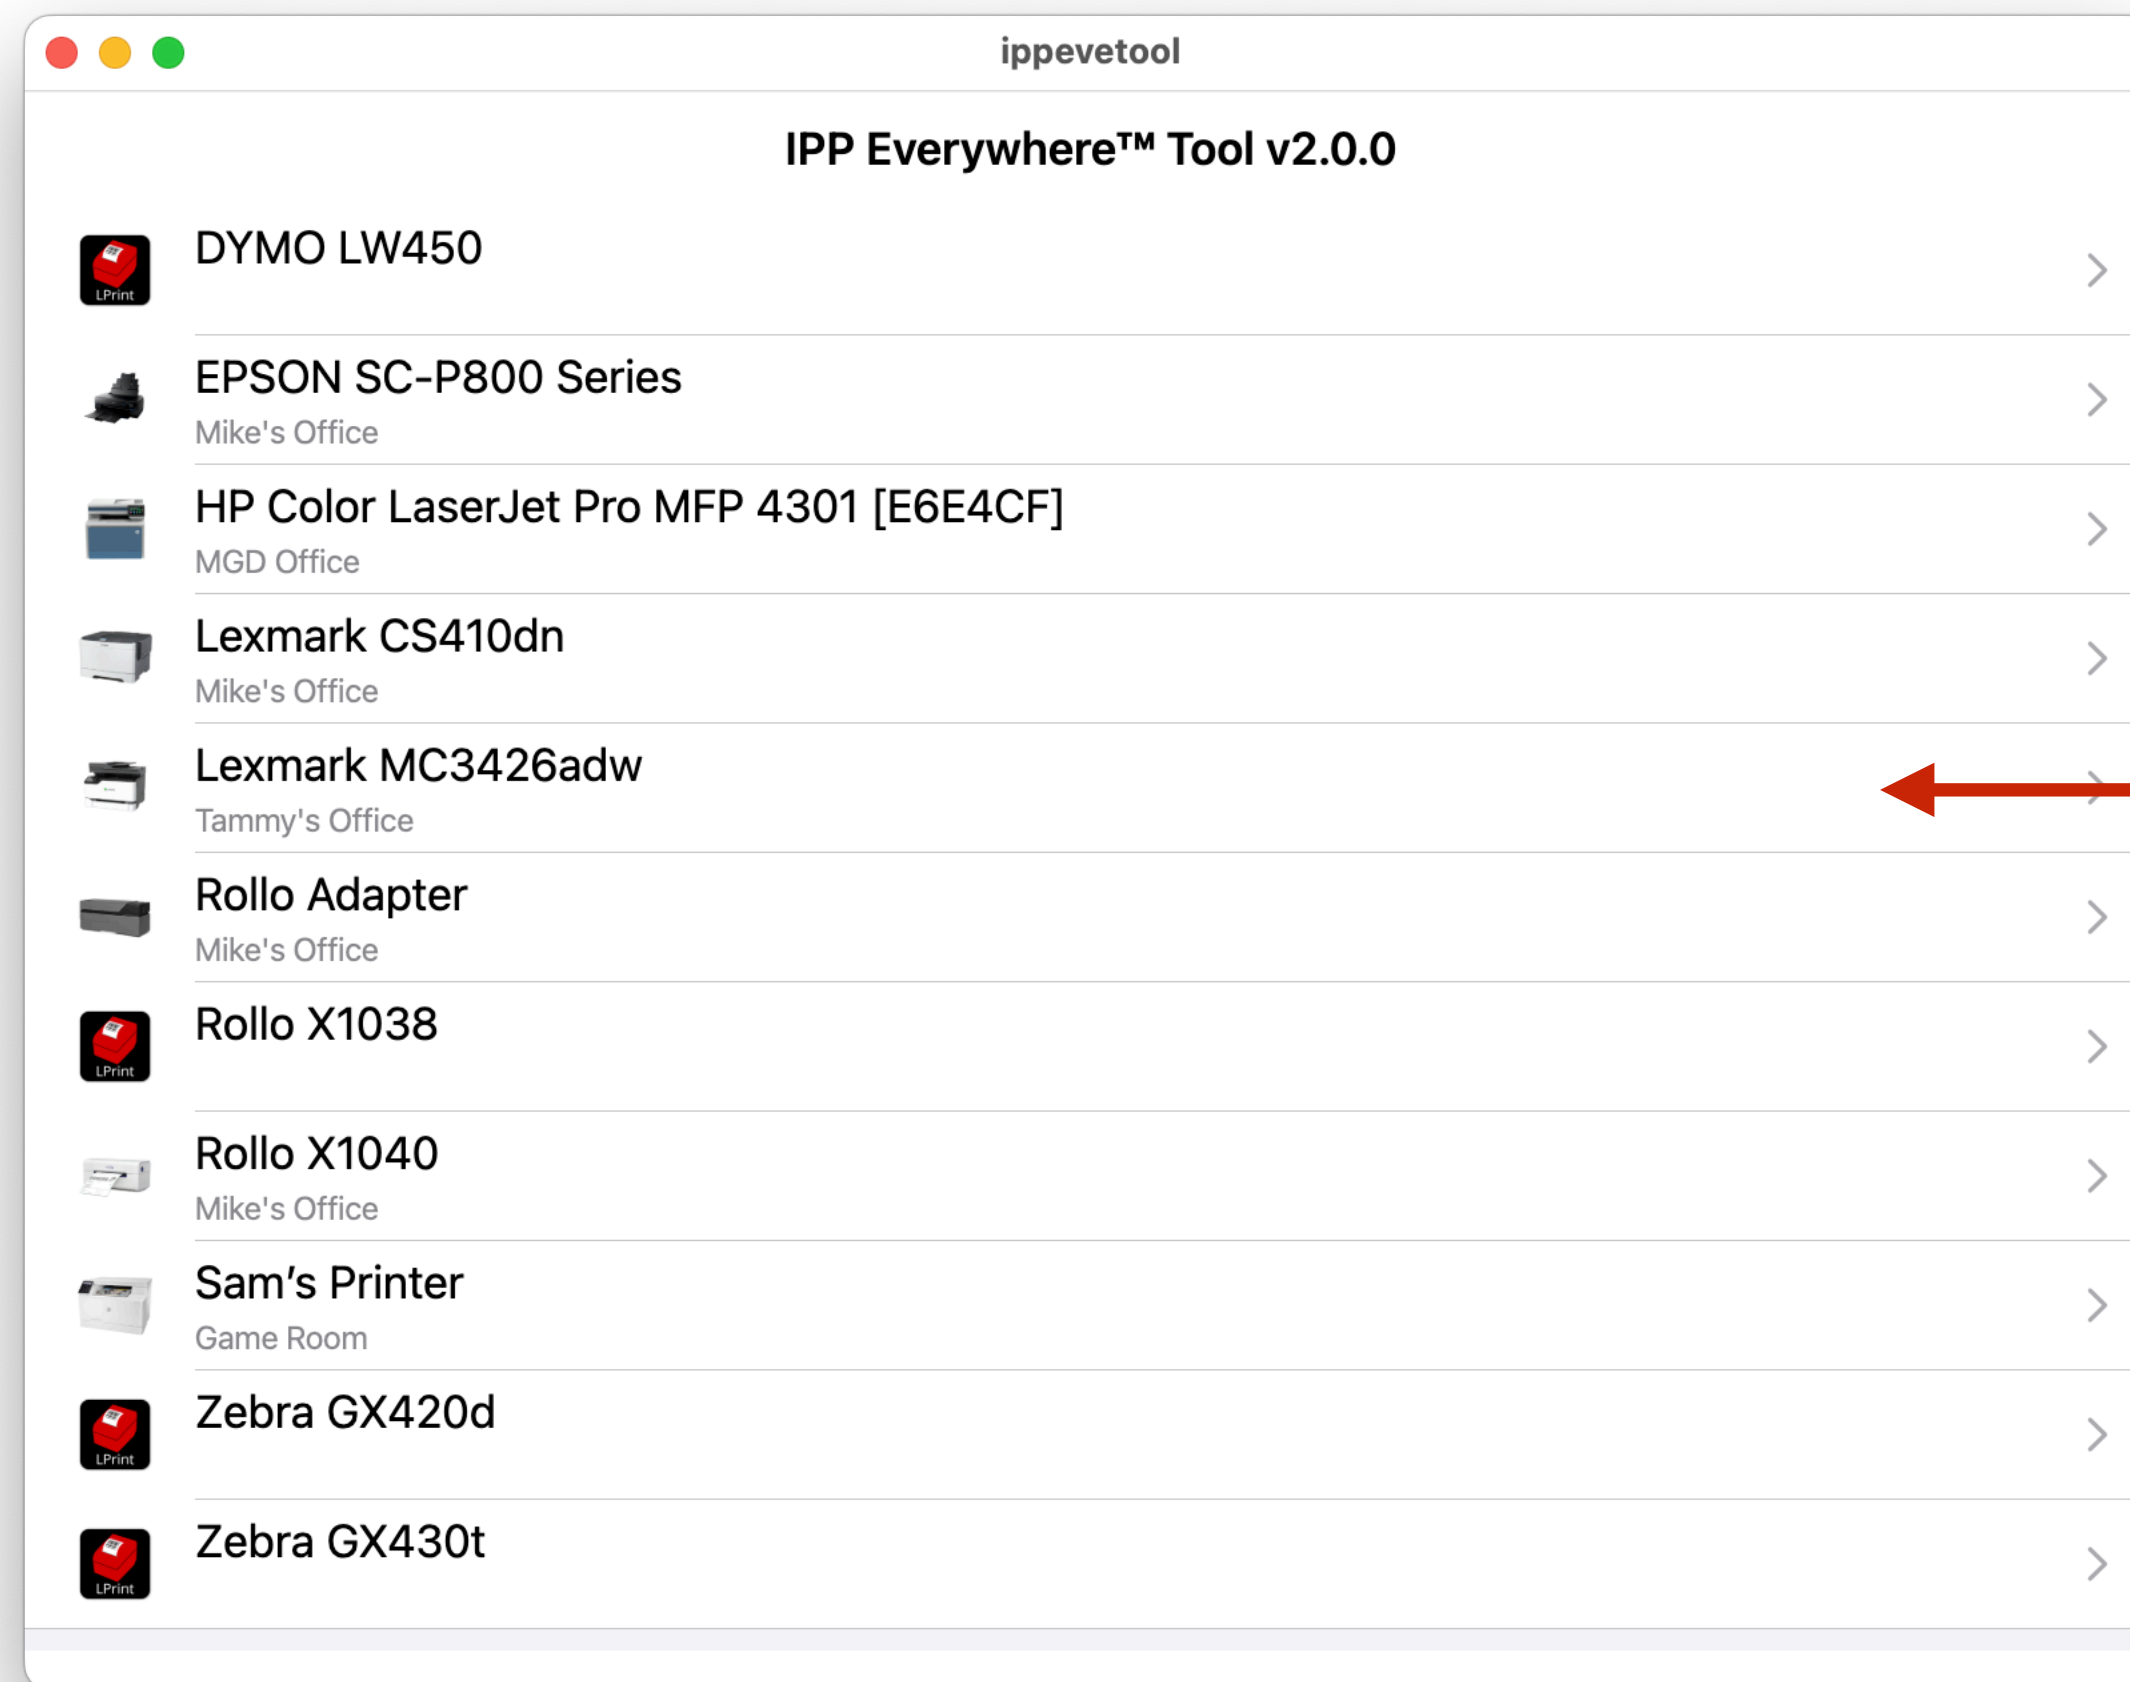 ippevetool
IPP Everywhere™ Tool v2.0.0
DYMO LW450
LPrint
EPSON SC-P800 Series
Mike's Office
HP Color LaserJet Pro MFP 4301 [E6E4CF]
MGD Office
Lexmark CS410dn
Mike's Office
Lexmark MC3426adw
Tammy's Office
Rollo Adapter
Mike's Office
Rollo X1038
LPrint
Rollo X1040
Mike's Office
Sam’s Printer
Game Room
Zebra GX420d
LPrint
Zebra GX430t
LPrint